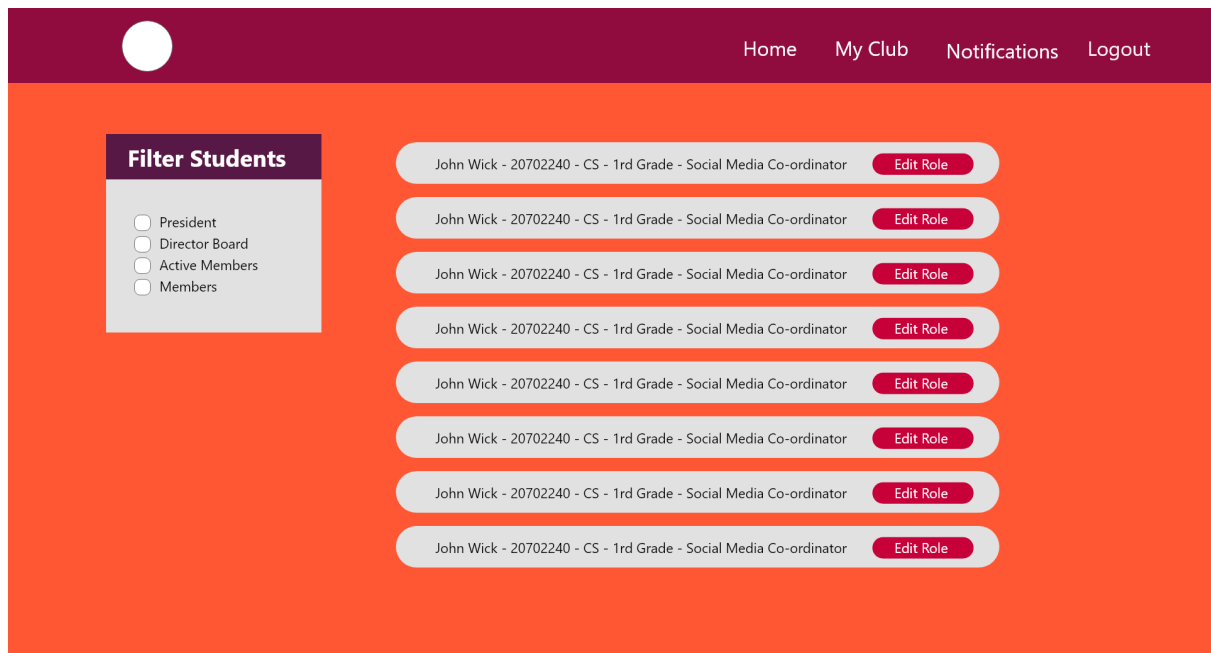 Home My Club Notifications Logout
Filter Students
President
Director Board
Active Members
Members
John Wick - 20702240 - CS - 1rd Grade - Social Media Co-ordinator Edit Role
John Wick - 20702240 - CS - 1rd Grade - Social Media Co-ordinator Edit Role
John Wick - 20702240 - CS - 1rd Grade - Social Media Co-ordinator Edit Role
John Wick - 20702240 - CS - 1rd Grade - Social Media Co-ordinator Edit Role
John Wick - 20702240 - CS - 1rd Grade - Social Media Co-ordinator Edit Role
John Wick - 20702240 - CS - 1rd Grade - Social Media Co-ordinator Edit Role
John Wick - 20702240 - CS - 1rd Grade - Social Media Co-ordinator Edit Role
John Wick - 20702240 - CS - 1rd Grade - Social Media Co-ordinator Edit Role